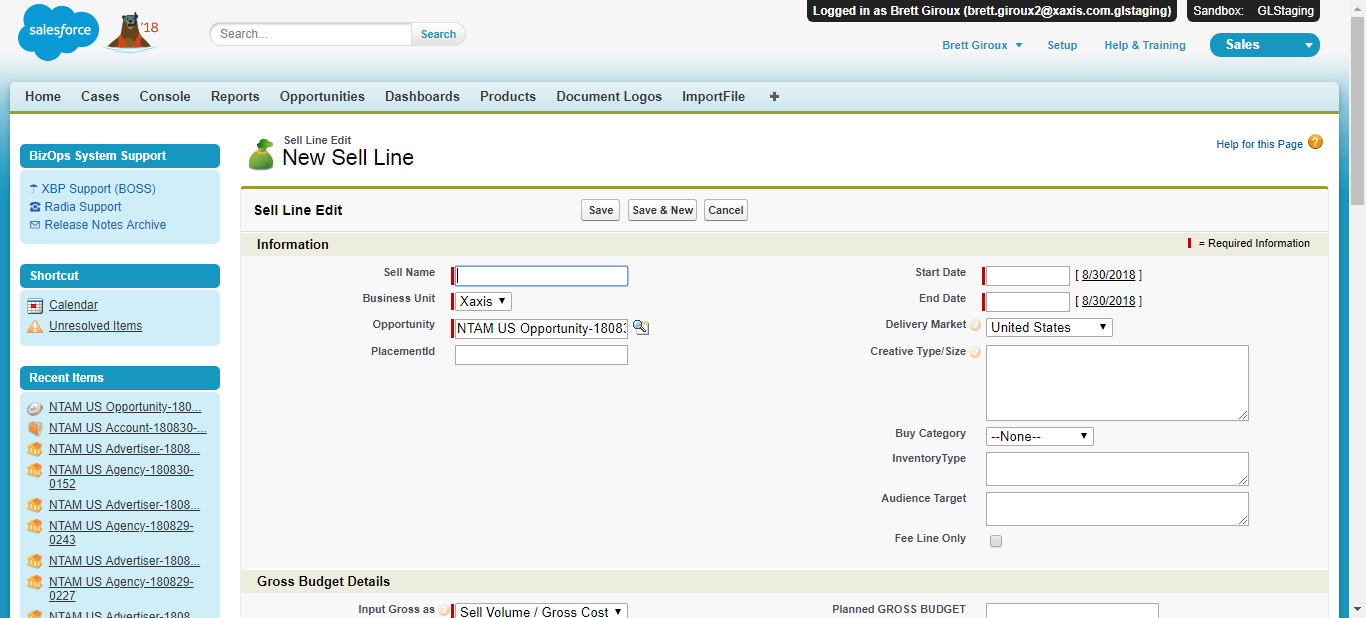 Logged in as Brett Giroux (brett.giroux2@xaxis.com.glstaging)
Sandbox: GLStaging
salesforce
'18
Search...
Search
Brett Giroux
Setup
Help & Training
Sales
Home
Cases
Console
Reports
Opportunities
Dashboards
Products
Document Logos
ImportFile
+
BizOps System Support
XBP Support (BOSS)
Radia Support
Release Notes Archive
Shortcut
Calendar
Unresolved Items
Recent Items
NTAM US Opportunity-180...
NTAM US Account-180830-...
NTAM US Advertiser-1808...
NTAM US Agency-180830-
0152
NTAM US Advertiser-1808...
NTAM US Agency-180829-
0243
NTAM US Advertiser-1808...
NTAM US Agency-180829-
0227
NTAM US Advertiser-1808...
Sell Line Edit
New Sell Line
Help for this Page ?
Sell Line Edit
Save
Save & New
Cancel
Information
= Required Information
Sell Name
Business Unit
Xaxis
Opportunity
NTAM US Opportunity-1808
PlacementId
Start Date
[ 8/30/2018 ]
End Date
[ 8/30/2018 ]
Delivery Market ?
United States
Creative Type/Size ?
Buy Category
--None--
InventoryType
Audience Target
Fee Line Only
Gross Budget Details
Input Gross as ?
Sell Volume / Gross Cost
Planned GROSS BUDGET